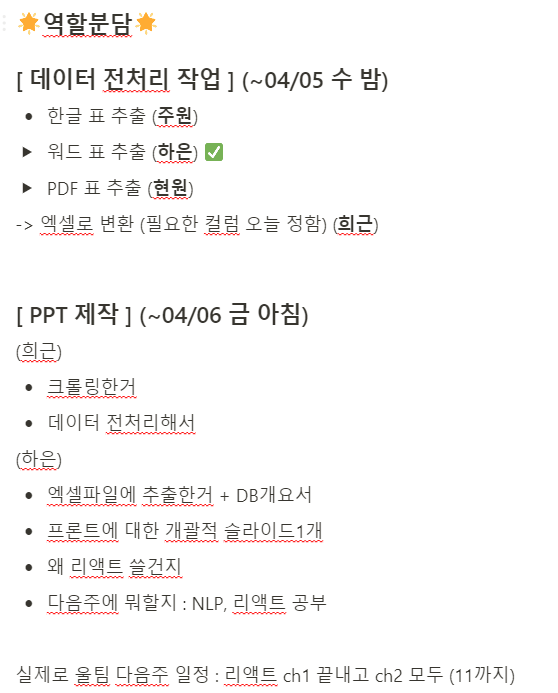 🌟역할분담🌟
[ 데이터 전처리 작업 ] (~04/05 수 밤)
• 한글 표 추출 (주원)
▶ 워드 표 추출 (하은) ✅
▶ PDF 표 추출 (현원)
-> 엑셀로 변환 (필요한 컬럼 오늘 정함) (희근)
[ PPT 제작 ] (~04/06 금 아침)
(희근)
• 크롤링한거
• 데이터 전처리해서
(하은)
• 엑셀파일에 추출한거 + DB개요서
• 프론트에 대한 개괄적 슬라이드1개
• 왜 리액트 쓸건지
• 다음주에 뭐할지 : NLP, 리액트 공부
실제로 울팀 다음주 일정 : 리액트 ch1 끝내고 ch2 모두 (11까지)